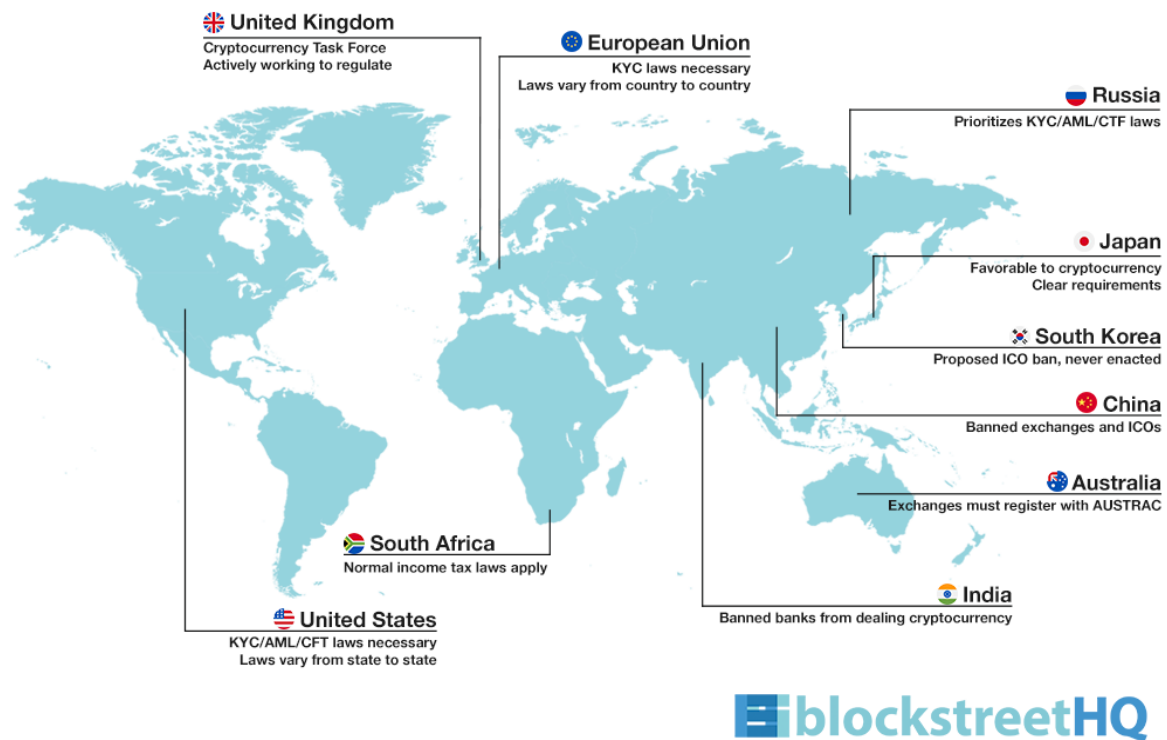 United Kingdom
Cryptocurrency Task Force
Actively working to regulate
European Union
KYC laws necessary
Laws vary from country to country
Russia
Prioritizes KYC/AML/CTF laws
Japan
Favorable to cryptocurrency
Clear requirements
South Korea
Proposed ICO ban, never enacted
China
Banned exchanges and ICOs
Australia
Exchanges must register with AUSTRAC
South Africa
Normal income tax laws apply
India
Banned banks from dealing cryptocurrency
United States
KYC/AML/CFT laws necessary
Laws vary from state to state
blockstreetHQ